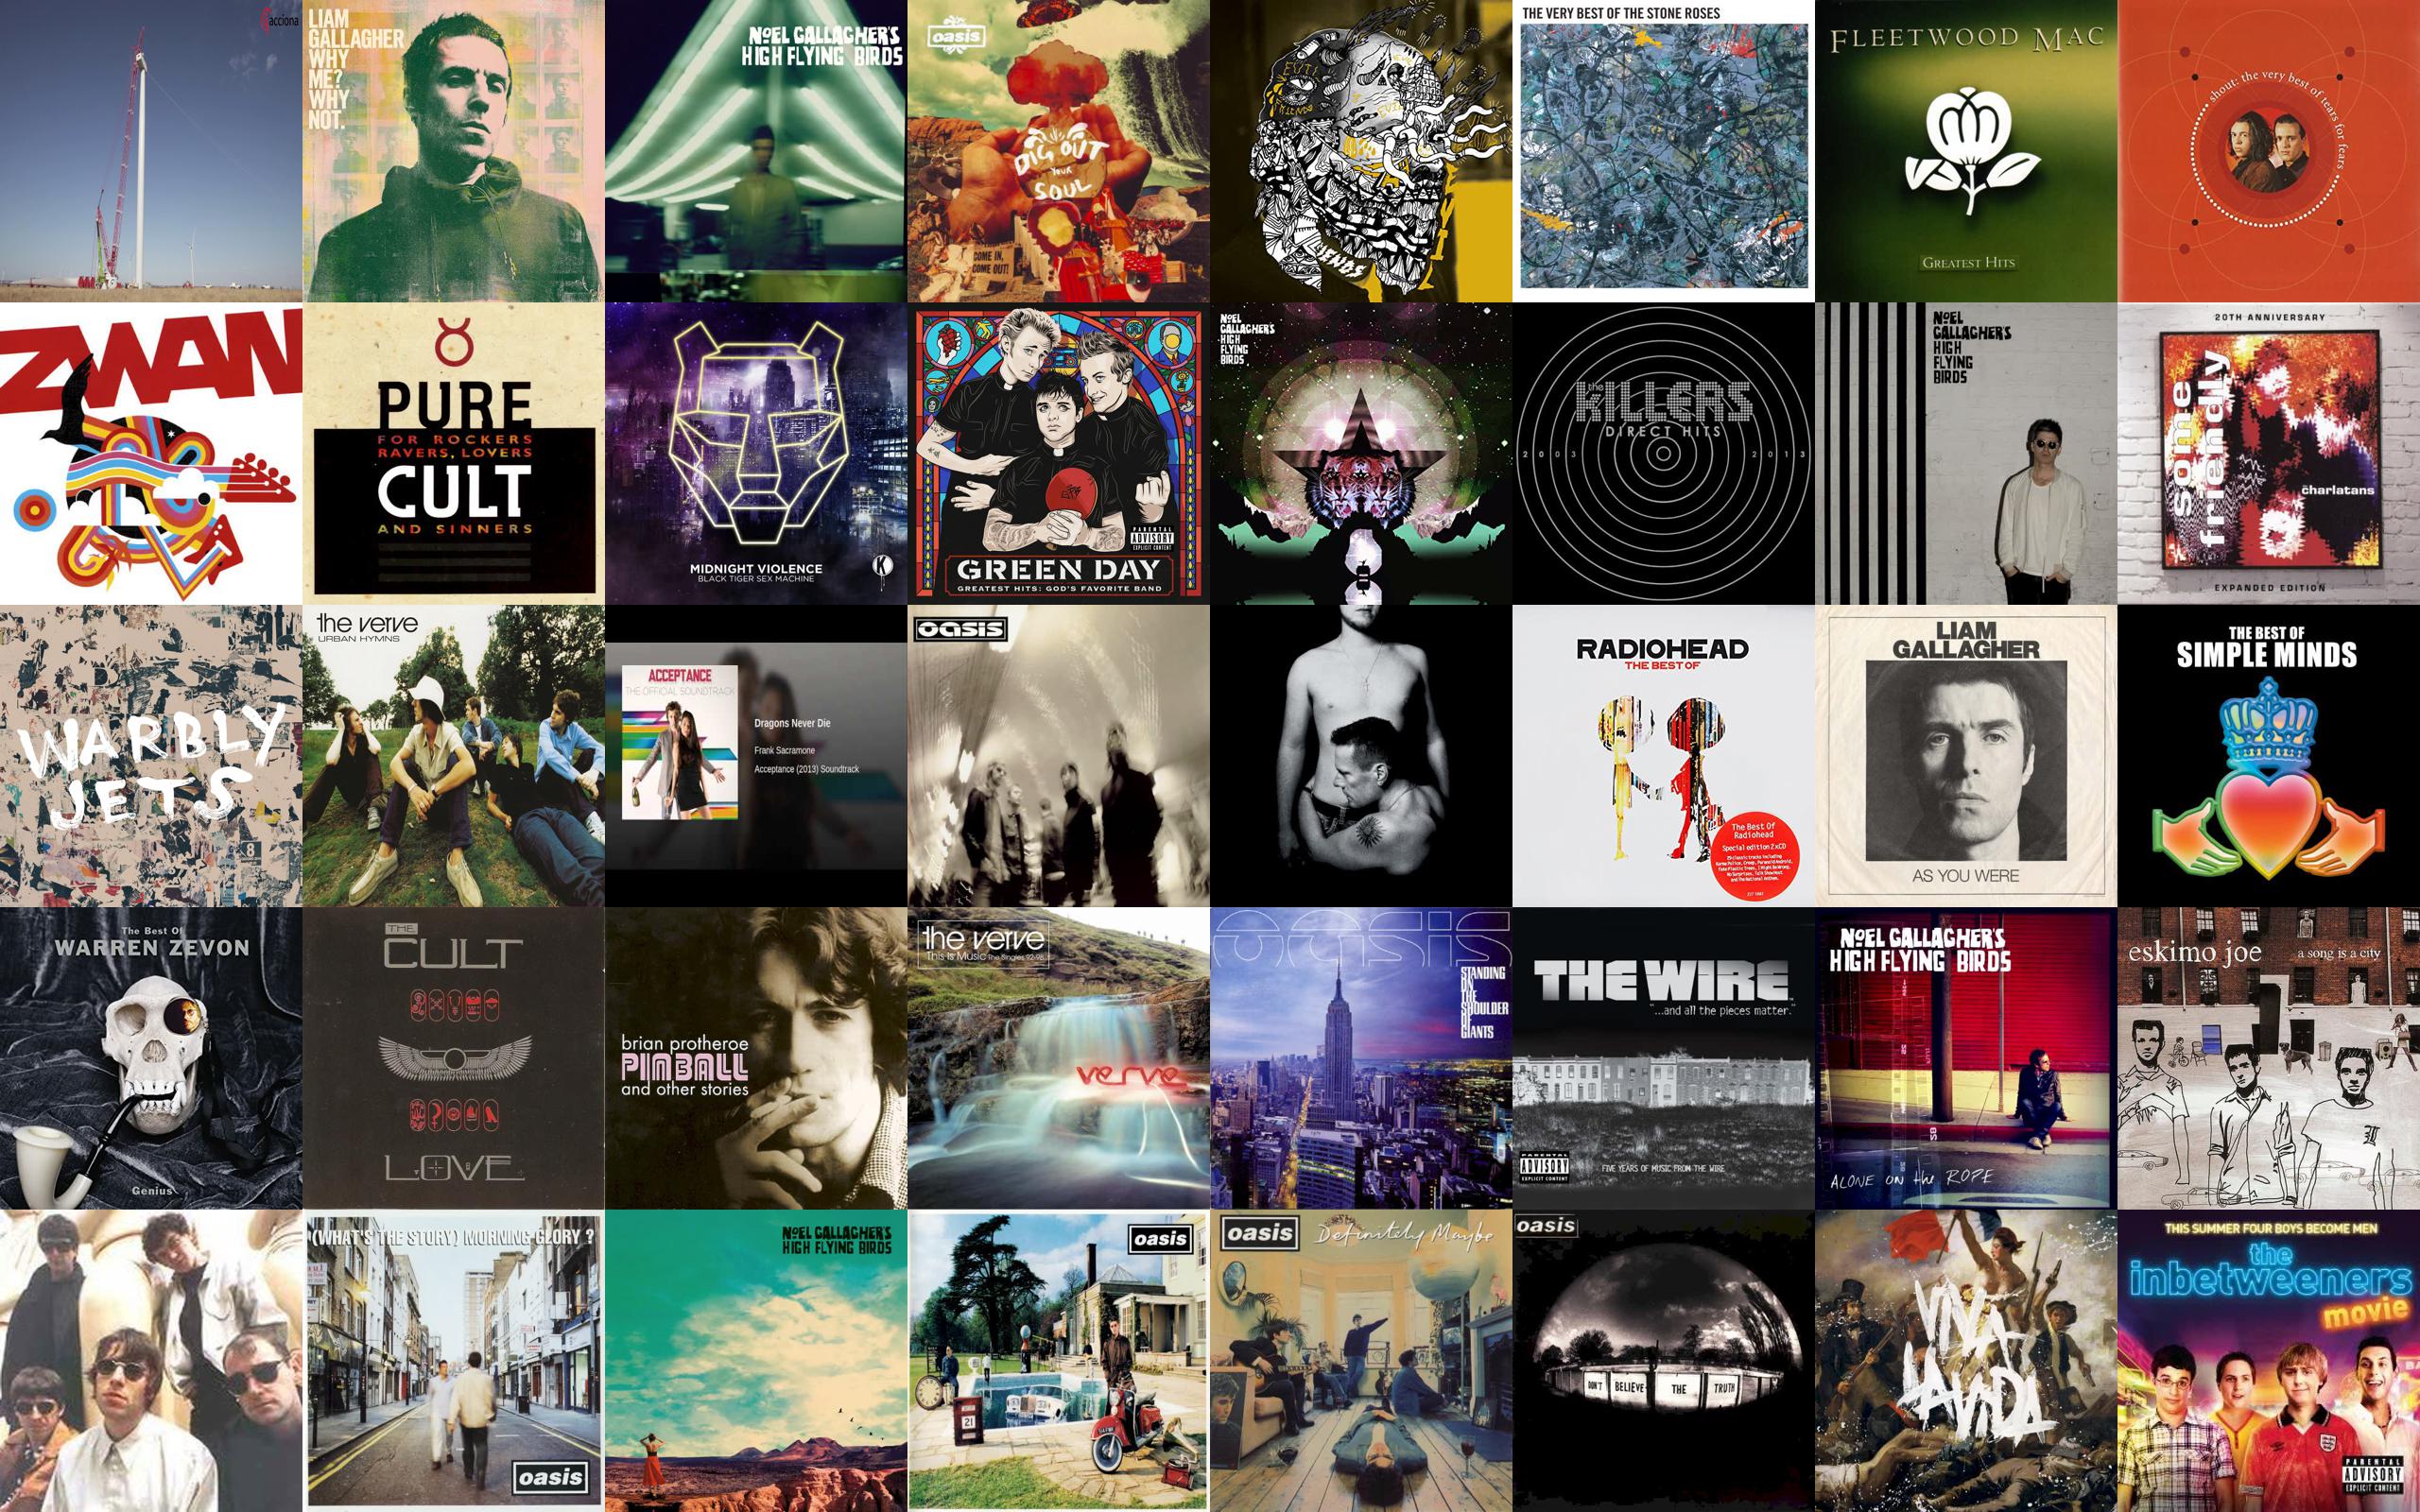 acciona
LIAM
GALLAGHER
WHY
ME?
WHY
NOT.
NOEL GALLAGHER'S
HIGH FLYING BIRDS
oasis
DIG OUT
YOUR
SOUL
COME IN,
COME OUT!
THE VERY BEST OF THE STONE ROSES
FLEETWOOD MAC
GREATEST HITS
shout: the very best of tears for fears
ZWAN
PURE
FOR ROCKERS
RAVERS, LOVERS
CULT
AND SINNERS
MIDNIGHT VIOLENCE
BLACK TIGER SEX MACHINE
K
PARENTAL
ADVISORY
EXPLICIT CONTENT
GREEN DAY
GREATEST HITS: GOD'S FAVORITE BAND
NOEL
GALLAGHER'S
HIGH
FLYING
BIRDS
the
KILLERS
DIRECT HITS
2003 2013
NOEL
GALLAGHER'S
HIGH
FLYING
BIRDS
20TH ANNIVERSARY
some
friendly
the charlatans
EXPANDED EDITION
WARBLY
JETS
8
the verve
URBAN HYMNS
ACCEPTANCE
THE OFFICIAL SOUNDTRACK
Dragons Never Die
Frank Sacramone
Acceptance (2013) Soundtrack
oasis
RADIOHEAD
THE BEST OF
The Best Of
Radiohead
Special edition 2xCD
LIAM
GALLAGHER
AS YOU WERE
THE BEST OF
SIMPLE MINDS
The Best Of
WARREN ZEVON
Genius
THE
CULT
LOVE
brian protheroe
PINBALL
and other stories
the verve
This Is Music: The Singles 92-98
verve
OASIS
STANDING
ON
THE
SHOULDER
OF
GIANTS
THE WIRE
"...and all the pieces matter."
PARENTAL
ADVISORY
EXPLICIT CONTENT
FIVE YEARS OF MUSIC FROM THE WIRE
NOEL GALLAGHER'S
HIGH FLYING BIRDS
ALONE ON the ROPE
eskimo joe
a song is a city
(WHAT'S THE STORY) MORNING GLORY ?
oasis
NOEL GALLAGHER'S
HIGH FLYING BIRDS
oasis
21
oasis
Definitely Maybe
oasis
DON'T BELIEVE THE TRUTH
VIVA
LA VIDA
THIS SUMMER FOUR BOYS BECOME MEN
the
inbetweeners
movie
PARENTAL
ADVISORY
EXPLICIT CONTENT